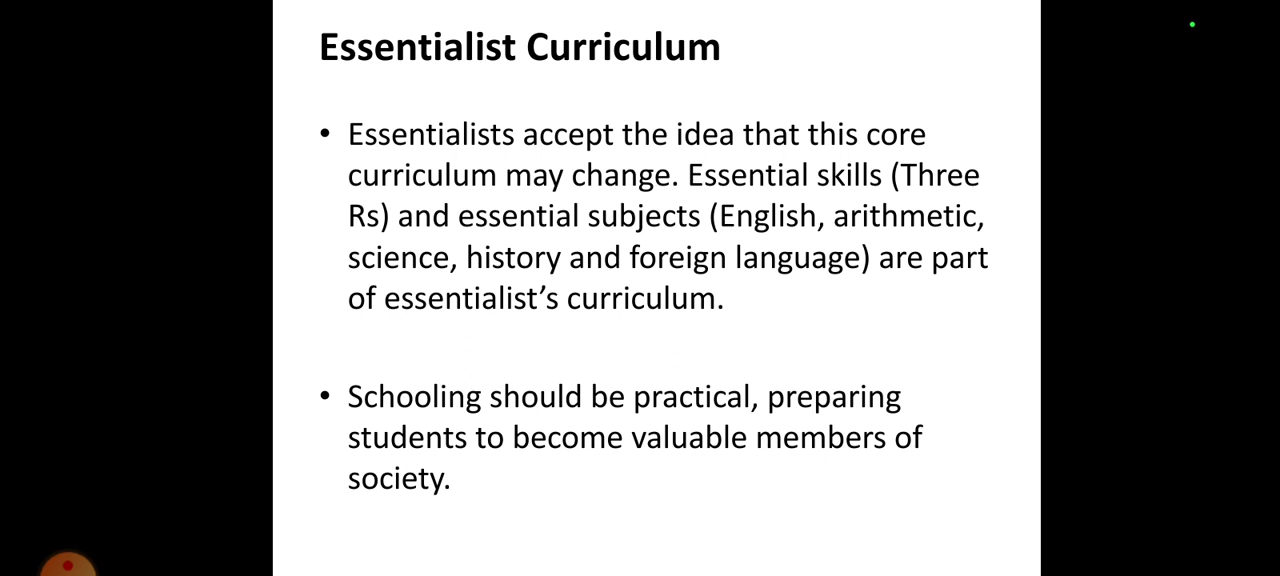 Essentialist Curriculum
• Essentialists accept the idea that this core
curriculum may change. Essential skills (Three
Rs) and essential subjects (English, arithmetic,
science, history and foreign language) are part
of essentialist’s curriculum.
• Schooling should be practical, preparing
students to become valuable members of
society.